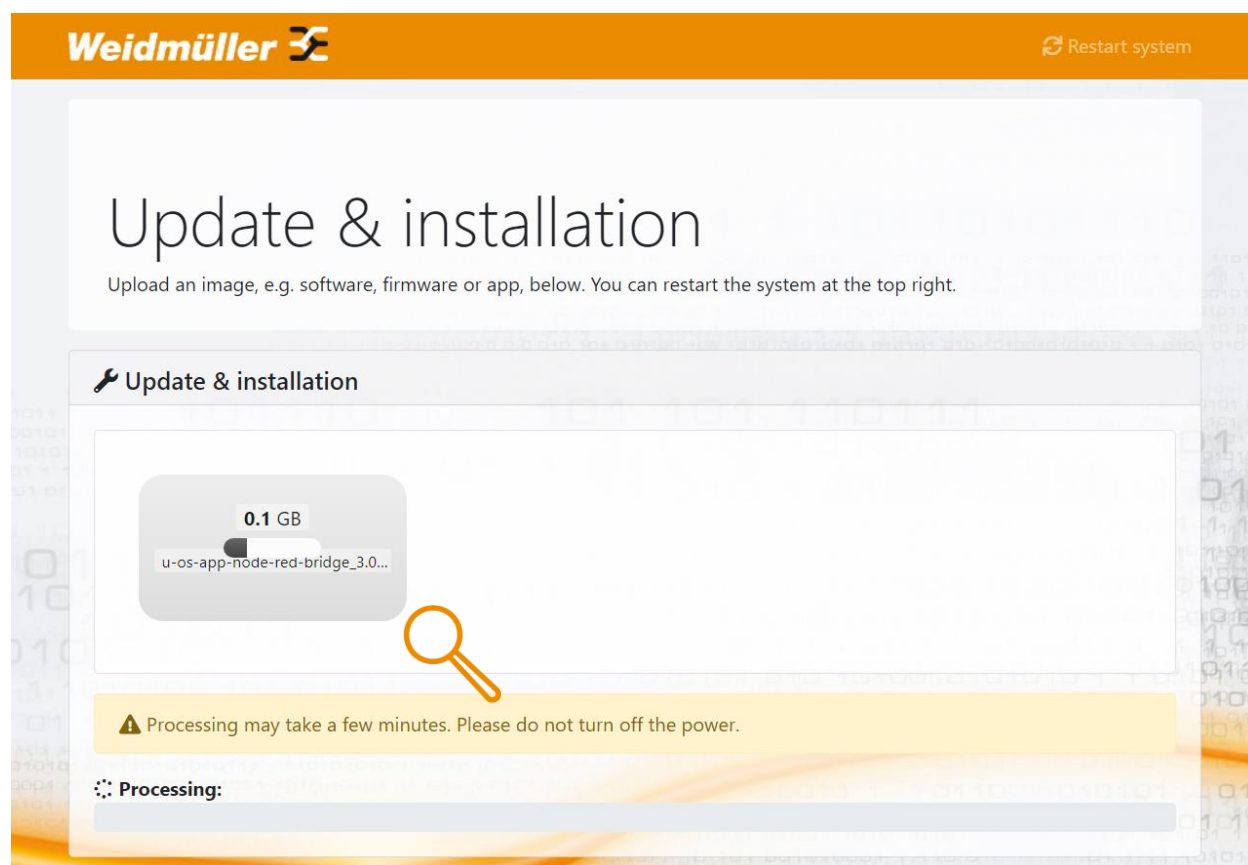 Weidmüller
Restart system
Update & installation
Upload an image, e.g. software, firmware or app, below. You can restart the system at the top right.
Update & installation
0.1 GB
u-os-app-node-red-bridge_3.0...
Processing may take a few minutes. Please do not turn off the power.
Processing: